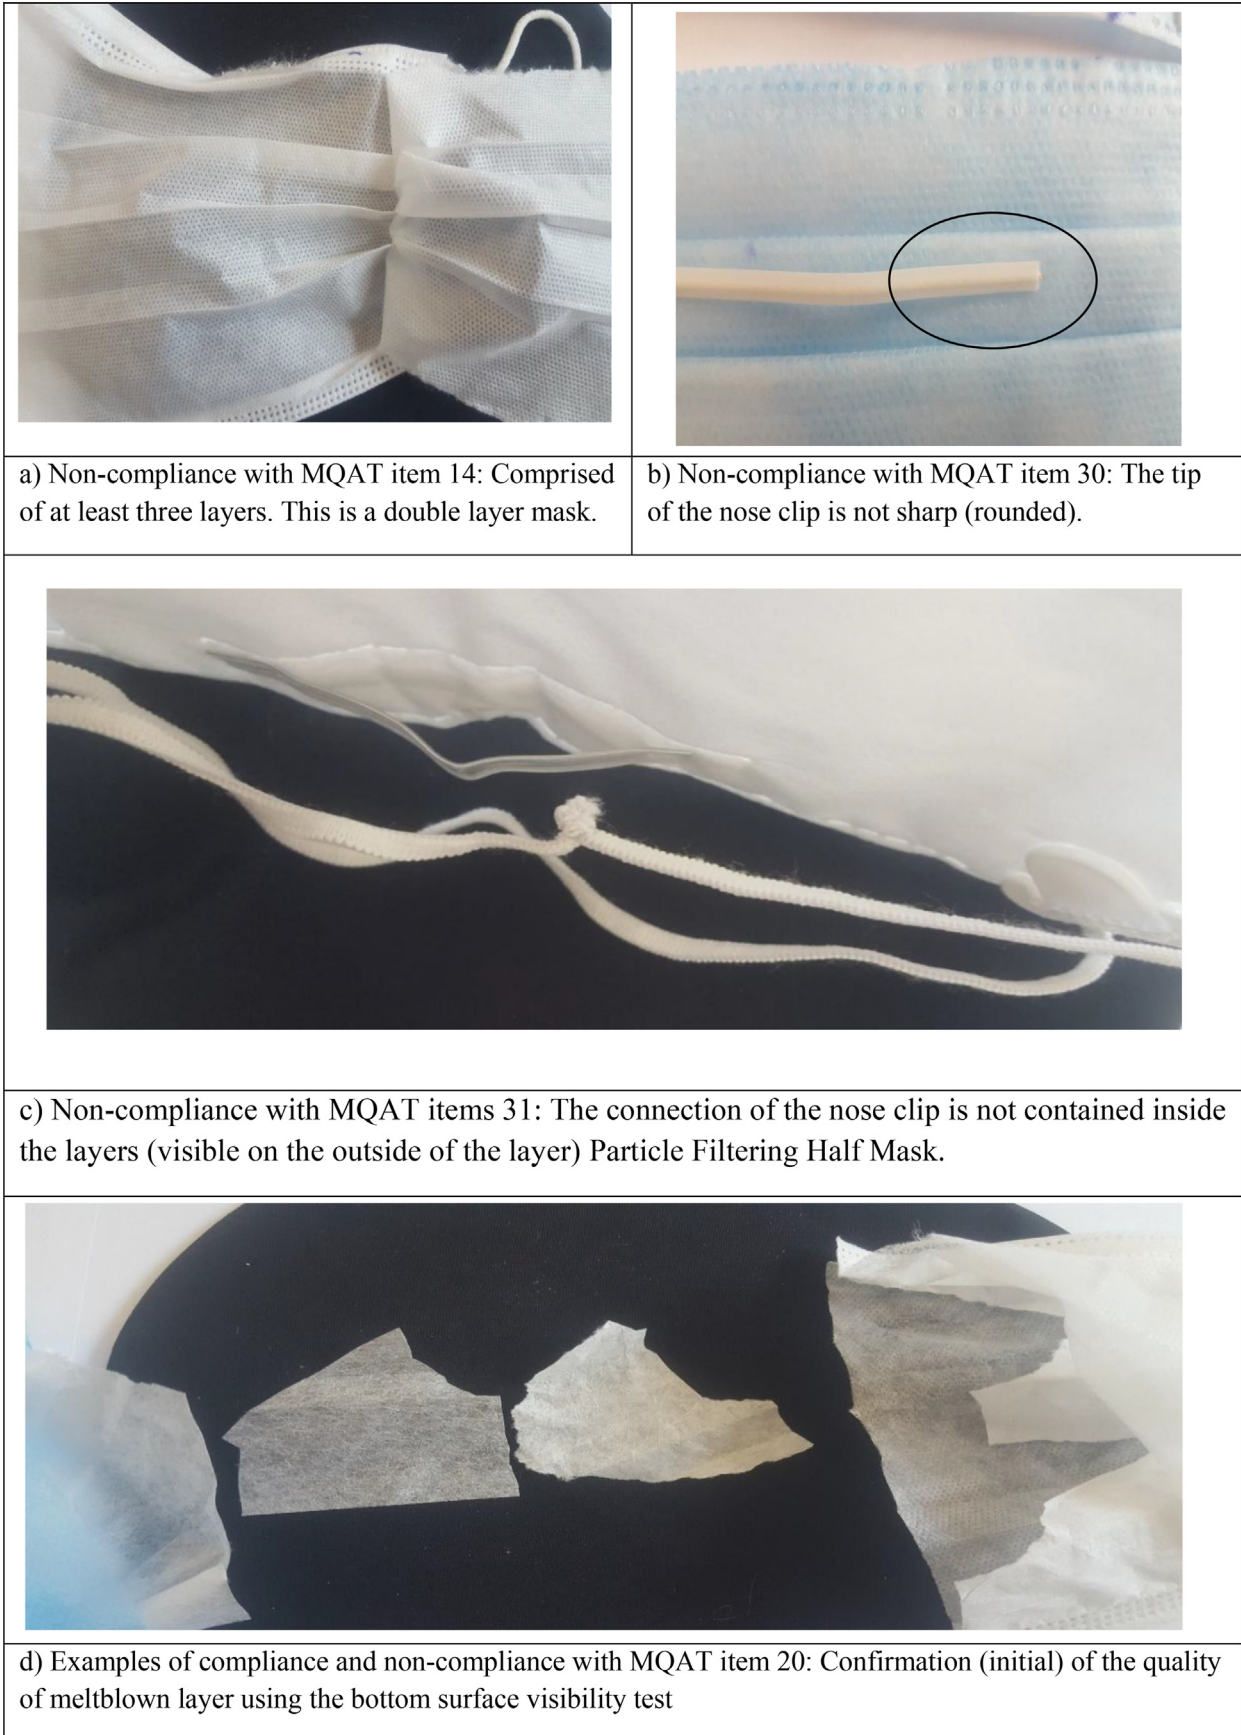 a) Non-compliance with MQAT item 14: Comprised
of at least three layers. This is a double layer mask.
b) Non-compliance with MQAT item 30: The tip
of the nose clip is not sharp (rounded).
c) Non-compliance with MQAT items 31: The connection of the nose clip is not contained inside
the layers (visible on the outside of the layer) Particle Filtering Half Mask.
d) Examples of compliance and non-compliance with MQAT item 20: Confirmation (initial) of the quality
of meltblown layer using the bottom surface visibility test